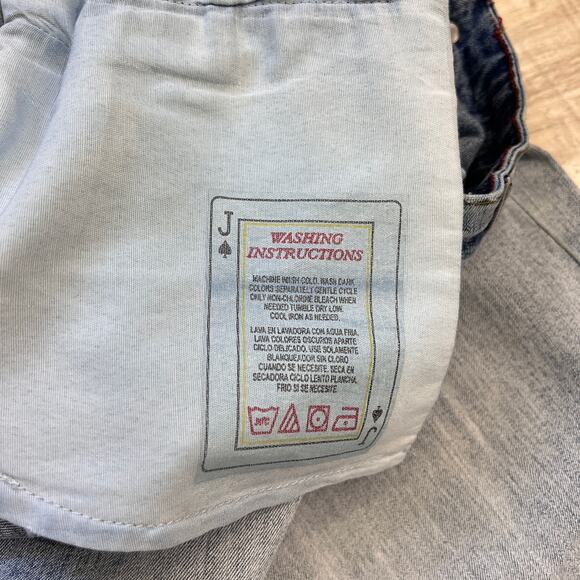 J
WASHING
INSTRUCTIONS
MACHINE WASH COLD. WASH DARK
COLORS SEPARATELY GENTLE CYCLE
ONLY NON-CHLORINE BLEACH WHEN
NEEDED TUMBLE DRY LOW.
COOL IRON AS NEEDED.
LAVA EN LAVADORA CON AGUA FRIA.
LAVA COLORES OSCUROS APARTE
CICLO DELICADO. USE SOLAMENTE
BLANQUEADOR SIN CLORO
CUANDO SE NECESITE. SECA EN
SECADORA CICLO LENTO PLANCHA
FRIO SI SE NECESITE.
30°C
J